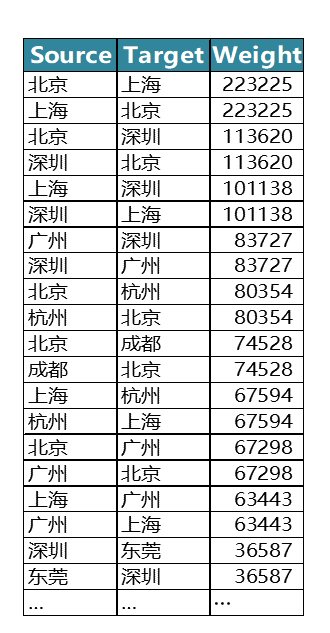 Source Target Weight
北京 上海 223225
上海 北京 223225
北京 深圳 113620
深圳 北京 113620
上海 深圳 101138
深圳 上海 101138
广州 深圳 83727
深圳 广州 83727
北京 杭州 80354
杭州 北京 80354
北京 成都 74528
成都 北京 74528
上海 杭州 67594
杭州 上海 67594
北京 广州 67298
广州 北京 67298
上海 广州 63443
广州 上海 63443
深圳 东莞 36587
东莞 深圳 36587
... ... ...